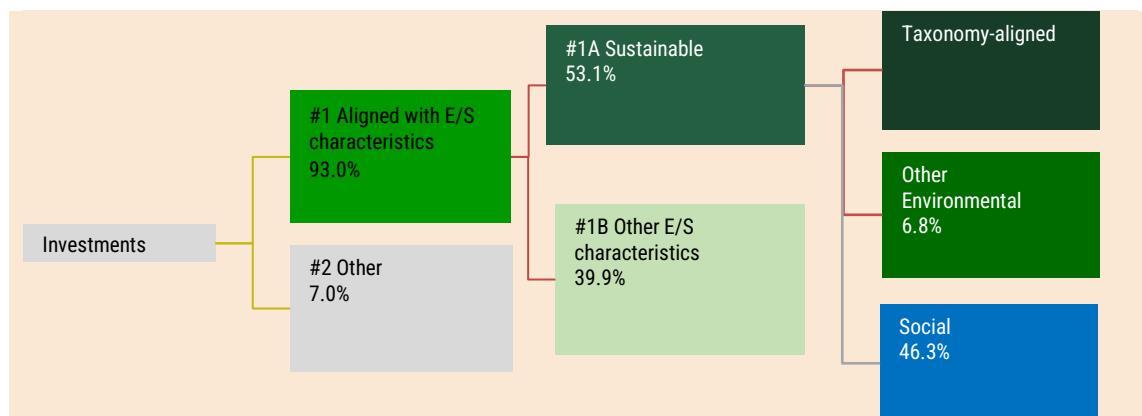 Investments
#1 Aligned with E/S
characteristics
93.0%
#2 Other
7.0%
#1A Sustainable
53.1%
#1B Other E/S
characteristics
39.9%
Taxonomy-aligned
Other
Environmental
6.8%
Social
46.3%